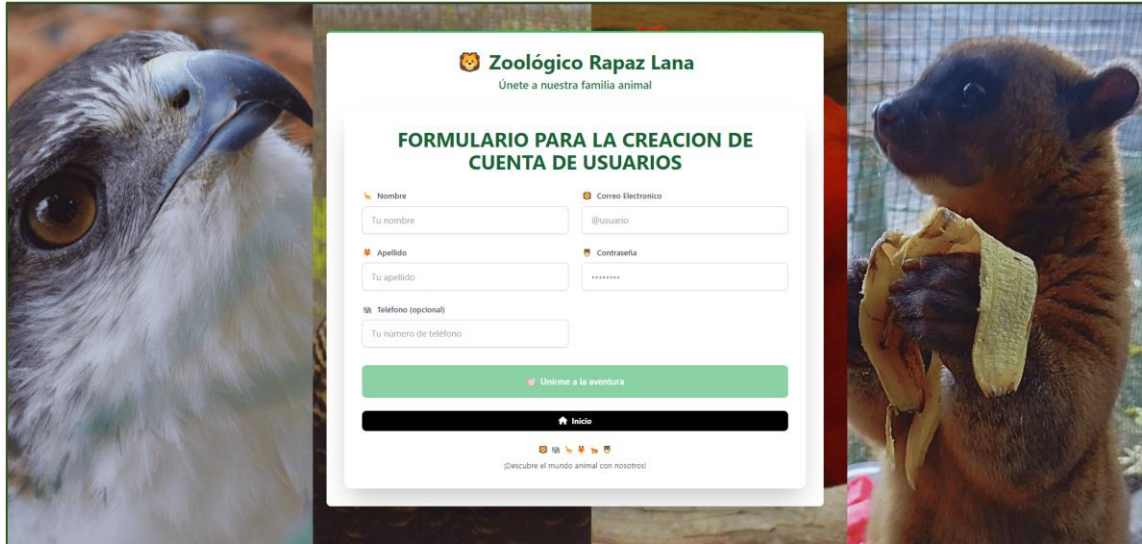 Zoológico Rapaz Lana
Únete a nuestra familia animal
FORMULARIO PARA LA CREACION DE
CUENTA DE USUARIOS
Nombre
Tu nombre
Correo Electronico
@usuario
Apellido
Tu apellido
Contraseña
••••••••
Teléfono (opcional)
Tu número de teléfono
Unirme a la aventura
Inicio
¡Descubre el mundo animal con nosotros!